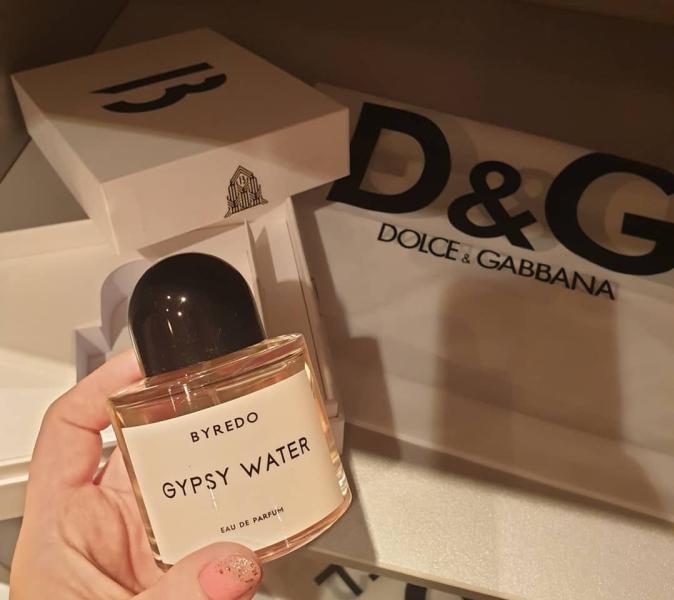 B
D&G
DOLCE & GABBANA
BYREDO
GYPSY WATER
EAU DE PARFUM